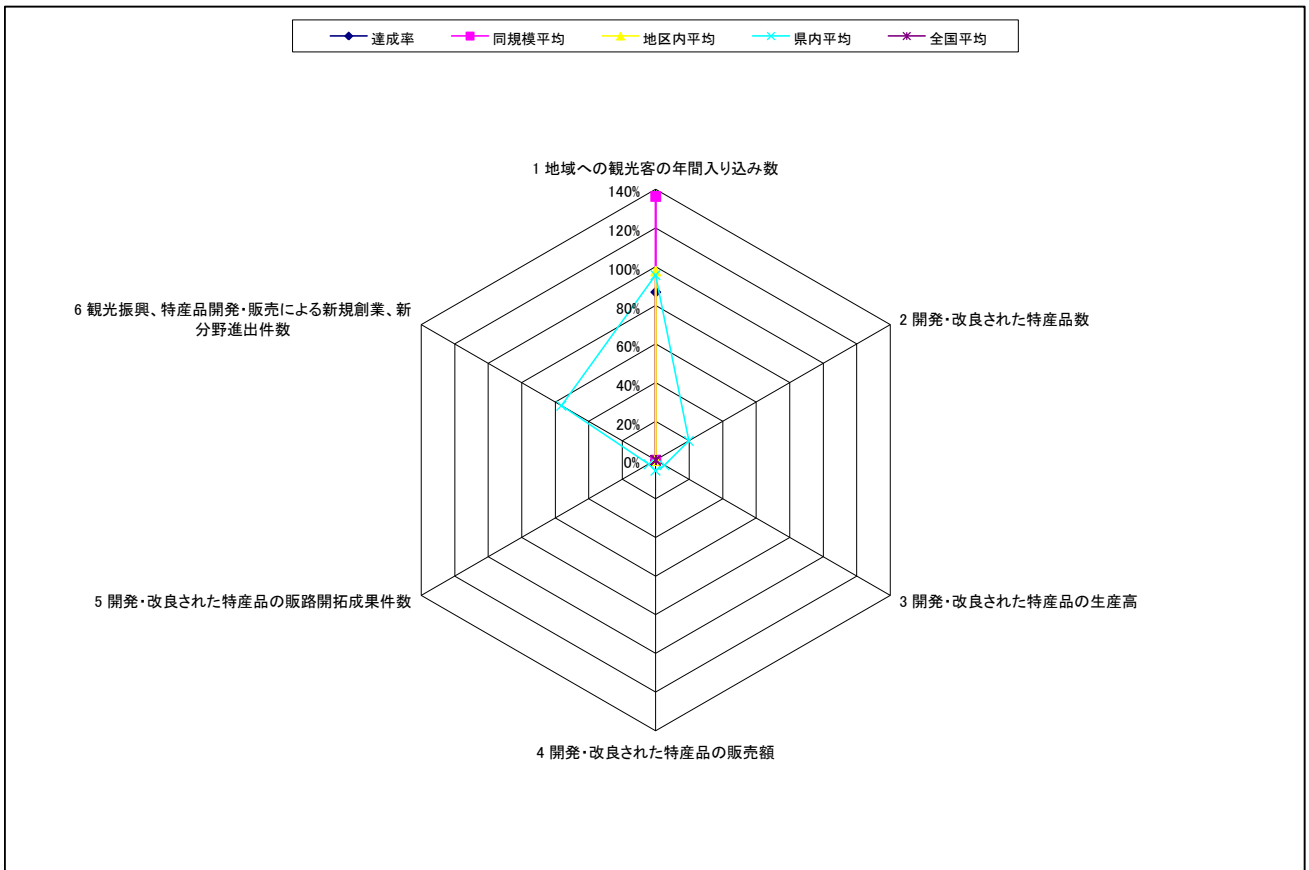 達成率 同規模平均 地区内平均 県内平均 全国平均
1 地域への観光客の年間入り込み数
140%
120%
100%
80%
60%
40%
20%
0%
2 開発・改良された特産品数
3 開発・改良された特産品の生産高
4 開発・改良された特産品の販売額
5 開発・改良された特産品の販路開拓成果件数
6 観光振興、特産品開発・販売による新規創業、新
分野進出件数